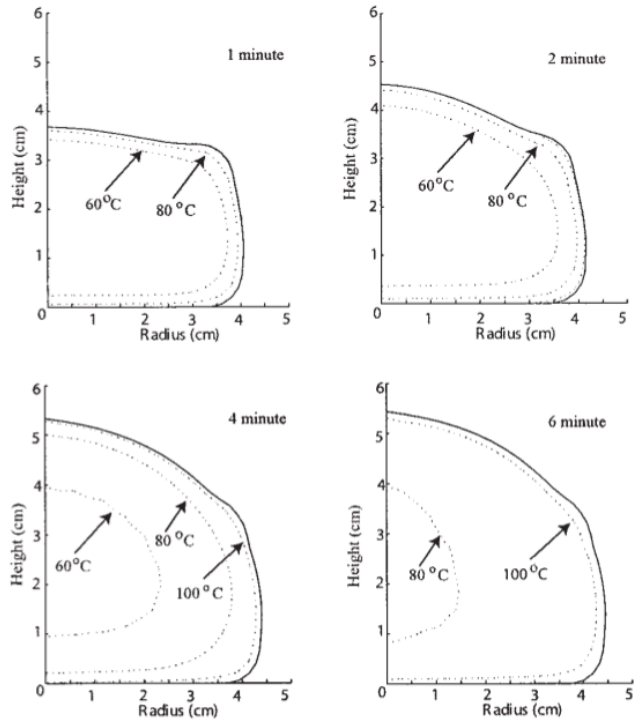 1 minute
6
5
4
3
2
1
0
Height (cm)
60°C
80 °C
1 2 3 4 5
Radius (cm)
2 minute
6
5
4
3
2
1
0
Height (cm)
60°C
80 °C
1 2 3 4 5
Radius (cm)
4 minute
6
5
4
3
2
1
0
Height (cm)
60°C
80 °C
100 °C
1 2 3 4 5
Radius (cm)
6 minute
6
5
4
3
2
1
0
Height (cm)
80 °C
100 °C
1 2 3 4 5
Radius (cm)